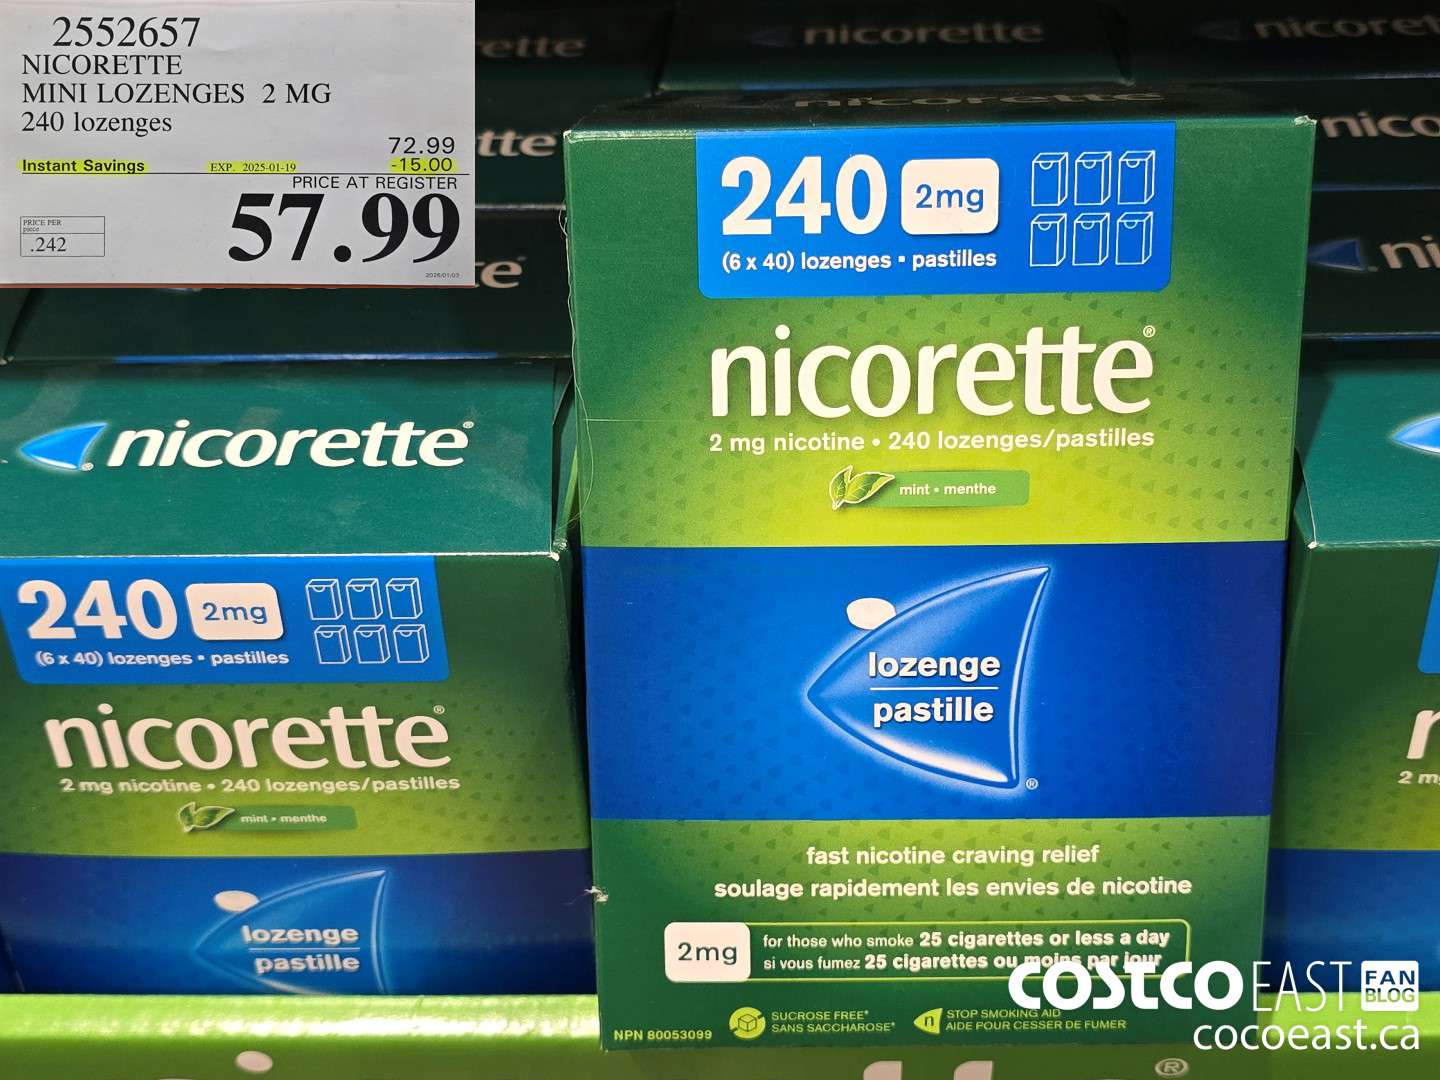 2552657
NICORETTE
MINI LOZENGES 2 MG
240 lozenges
72.99
Instant Savings EXP. 2025-01-19 -15.00
PRICE AT REGISTER
57.99
PRICE PER
piece
.242
nicorette
nicorette
nicorette
240 2mg
(6 x 40) lozenges • pastilles
nicorette®
2 mg nicotine • 240 lozenges/pastilles
mint • menthe
lozenge
pastille
®
fast nicotine craving relief
soulage rapidement les envies de nicotine
2mg
for those who smoke 25 cigarettes or less a day
si vous fumez 25 cigarettes ou moins par jour
NPN 80053099
SUCROSE FREE*
SANS SACCHAROSE*
n
STOP SMOKING AID
AIDE POUR CESSER DE FUMER
nicorette®
240 2mg
(6 x 40) lozenges • pastilles
nicorette®
2 mg nicotine • 240 lozenges/pastilles
mint • menthe
lozenge
pastille
COSTCO EAST FAN BLOG
cocoeast.ca
®